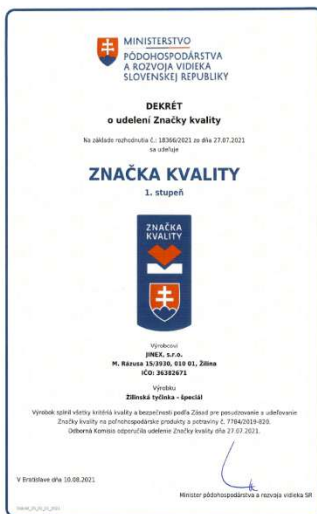 MINISTERSTVO
PÔDOHOSPODÁRSTVA
A ROZVOJA VIDIEKA
SLOVENSKEJ REPUBLIKY
DEKRÉT
o udelení Značky kvality
Na základe rozhodnutia č.: 18366/2021 zo dňa 27.07.2021
sa udeľuje
ZNAČKA KVALITY
1. stupeň
ZNAČKA
KVALITY
Výrobcovi
JINEX, s.r.o.
M. Rázusa 15/3930, 010 01, Žilina
IČO: 36382671
Výrobku
Žilinská tyčinka - špeciál
Výrobok splnil všetky kritériá kvality a bezpečnosti podľa Zásad pre posudzovanie a udeľovanie
Značky kvality na poľnohospodárske produkty a potraviny č. 7784/2019-820.
Odborná Komisia odporučila udelenie Značky kvality dňa 27.07.2021.
V Bratislave dňa 10.08.2021
Minister pôdohospodárstva a rozvoja vidieka SR